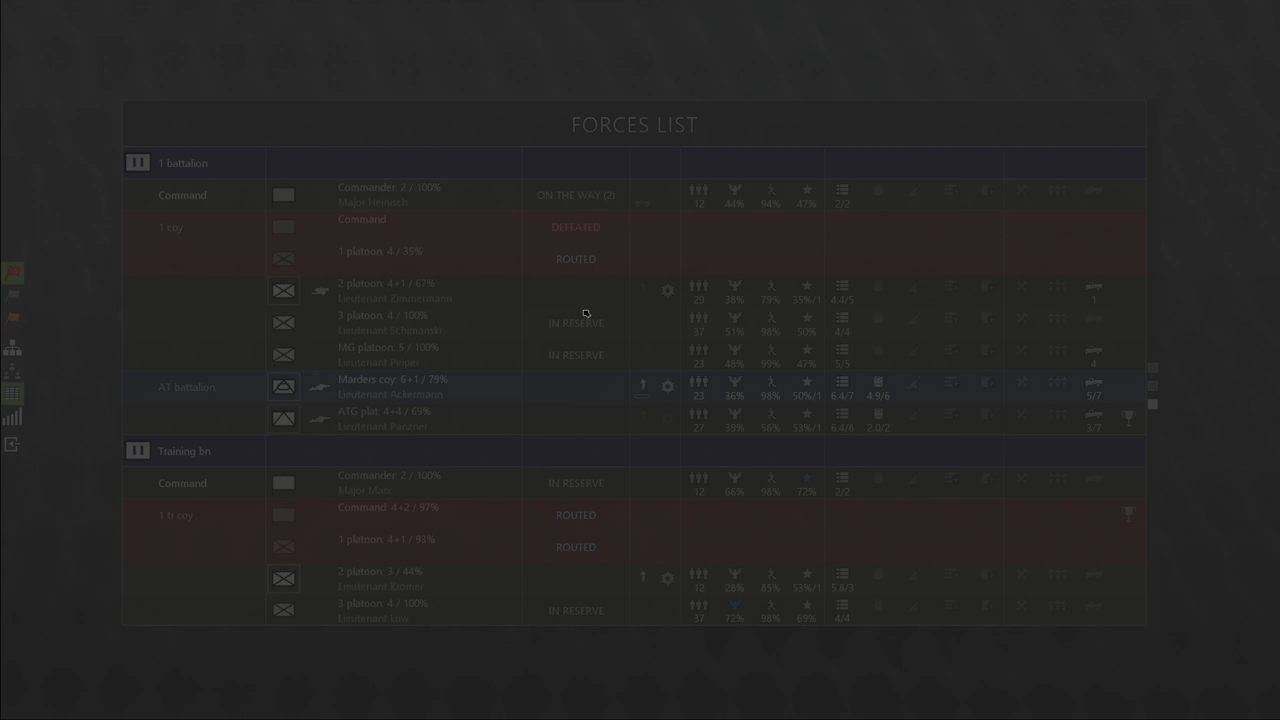 FORCES LIST
1 battalion
Command
Commander: 2 / 100%
Major Heinisch
ON THE WAY (2)
12 44% 94% 47% 2/2
1 coy
Command
DEFEATED
1 platoon: 4 / 35%
ROUTED
2 platoon: 4+1 / 67%
Lieutenant Zimmermann
29 38% 79% 35%/1 4.4/5 1
3 platoon: 4 / 100%
Lieutenant Schimanski
IN RESERVE
37 51% 98% 50% 4/4
MG platoon: 5 / 100%
Lieutenant Peiper
IN RESERVE
23 48% 99% 47% 5/5 4
AT battalion
Marders coy: 6+1 / 79%
Lieutenant Ackermann
23 36% 98% 50%/1 6.4/7 4.9/6 5/7
ATG plat: 4+4 / 69%
Lieutenant Pantzner
27 39% 56% 53%/1 6.4/8 2.0/2 3/7
Training bn
Command
Commander: 2 / 100%
Major Marx
IN RESERVE
12 66% 98% 72% 2/2
1 tr coy
Command: 4+2 / 97%
ROUTED
1 platoon: 4+1 / 93%
ROUTED
2 platoon: 3 / 44%
Lieutenant
12 28% 85% 53%/1 5.8/3
3 platoon: 4 / 100%
Lieutenant Luw
IN RESERVE
37 72% 98% 69% 4/4